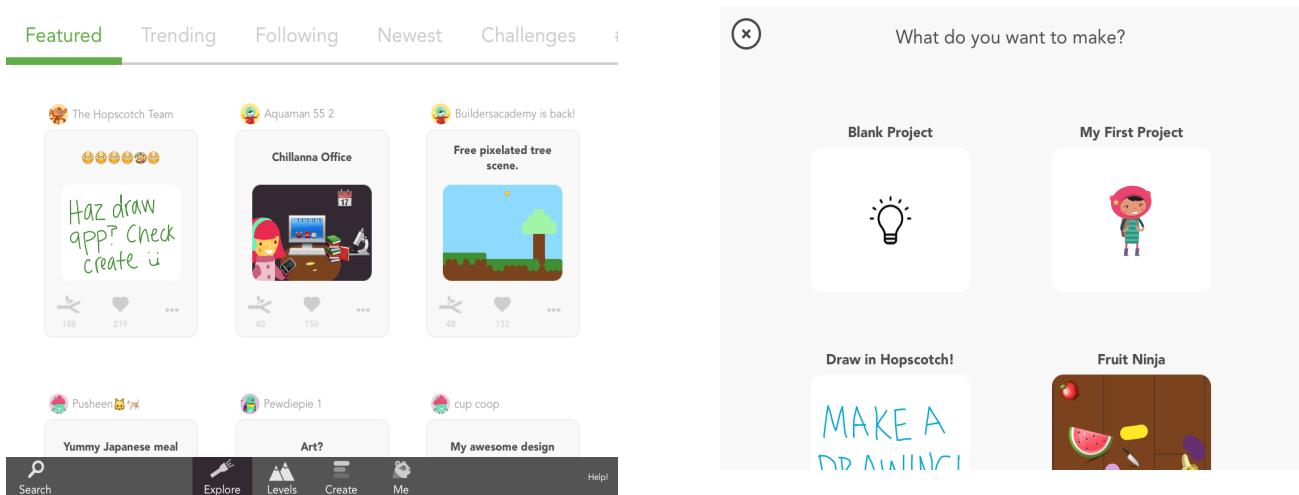 Featured Trending Following Newest Challenges
The Hopscotch Team Aquaman 55 2 Buildersacademy is back!
Chillanna Office
Free pixelated tree
scene.
Haz draw
app? Check
create
17
188 219 40 150 48 133
Pusheen Pewdiepie 1 cup coop
Yummy Japanese meal Art? My awesome design
Search Explore Levels Create Me Help!
What do you want to make?
Blank Project My First Project
Draw in Hopscotch! Fruit Ninja
MAKE A
DRAWING!